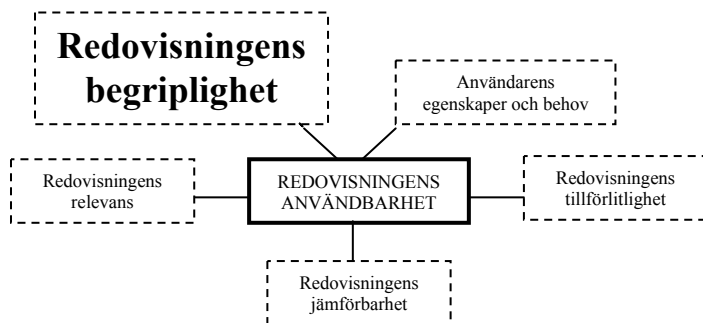 Redovisningens
begriplighet
Användarens
egenskaper och behov
Redovisningens
relevans
REDOVISNINGENS
ANVÄNDBARHET
Redovisningens
tillförlitlighet
Redovisningens
jämförbarhet